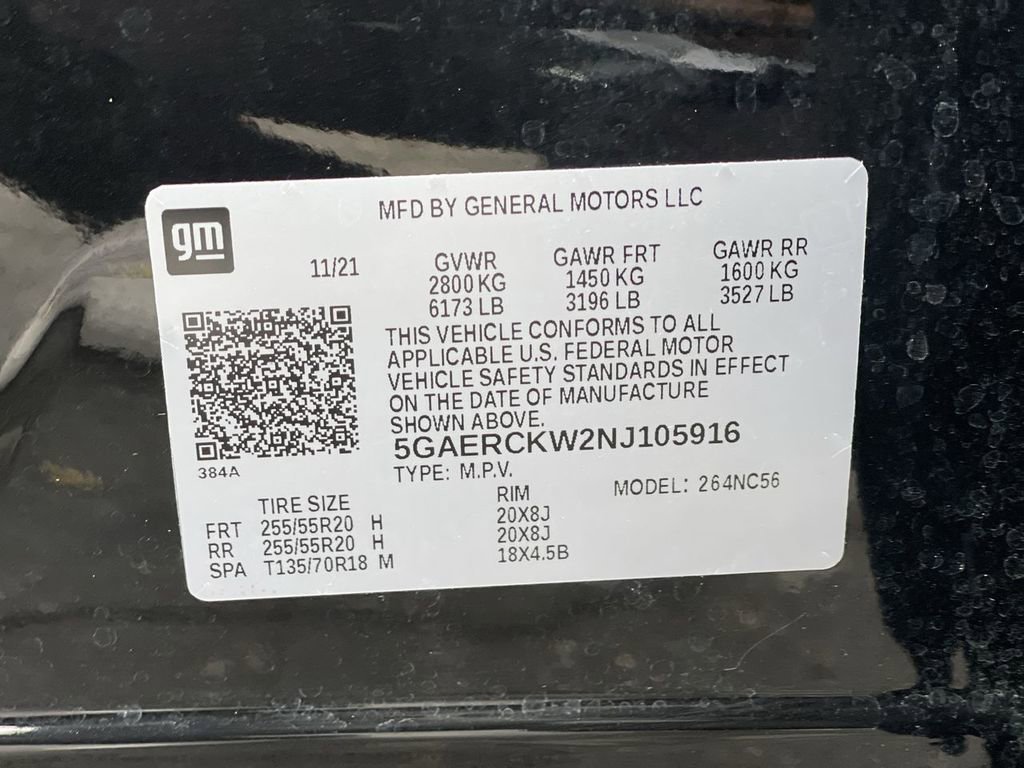 MFD BY GENERAL MOTORS LLC
gm
11/21
GVWR
2800 KG
6173 LB
GAWR FRT
1450 KG
3196 LB
GAWR RR
1600 KG
3527 LB
THIS VEHICLE CONFORMS TO ALL
APPLICABLE U.S. FEDERAL MOTOR
VEHICLE SAFETY STANDARDS IN EFFECT
ON THE DATE OF MANUFACTURE
SHOWN ABOVE.
5GAERCKW2NJ105916
384A
TYPE: M.P.V.
MODEL: 264NC56
TIRE SIZE RIM
FRT 255/55R20 H 20X8J
RR 255/55R20 H 20X8J
SPA T135/70R18 M 18X4.5B